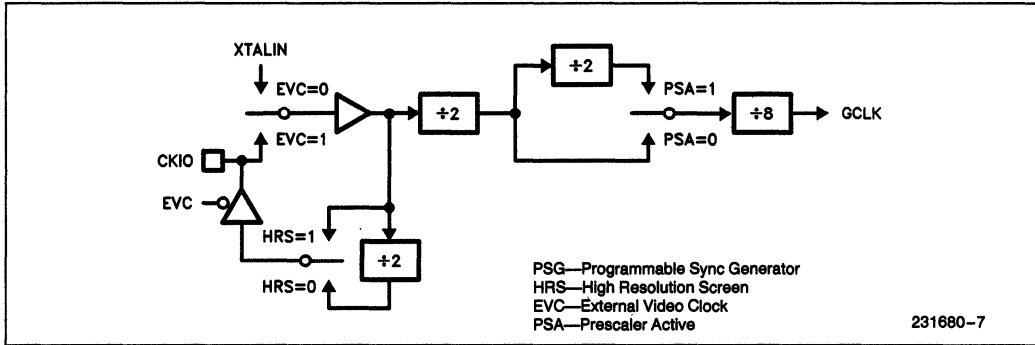 XTALIN
EVC=0
EVC=1
÷2
÷2
PSA=1
PSA=0
÷8
GCLK
CKIO
EVC
HRS=1
HRS=0
÷2
PSG—Programmable Sync Generator
HRS—High Resolution Screen
EVC—External Video Clock
PSA—Prescaler Active
231680-7